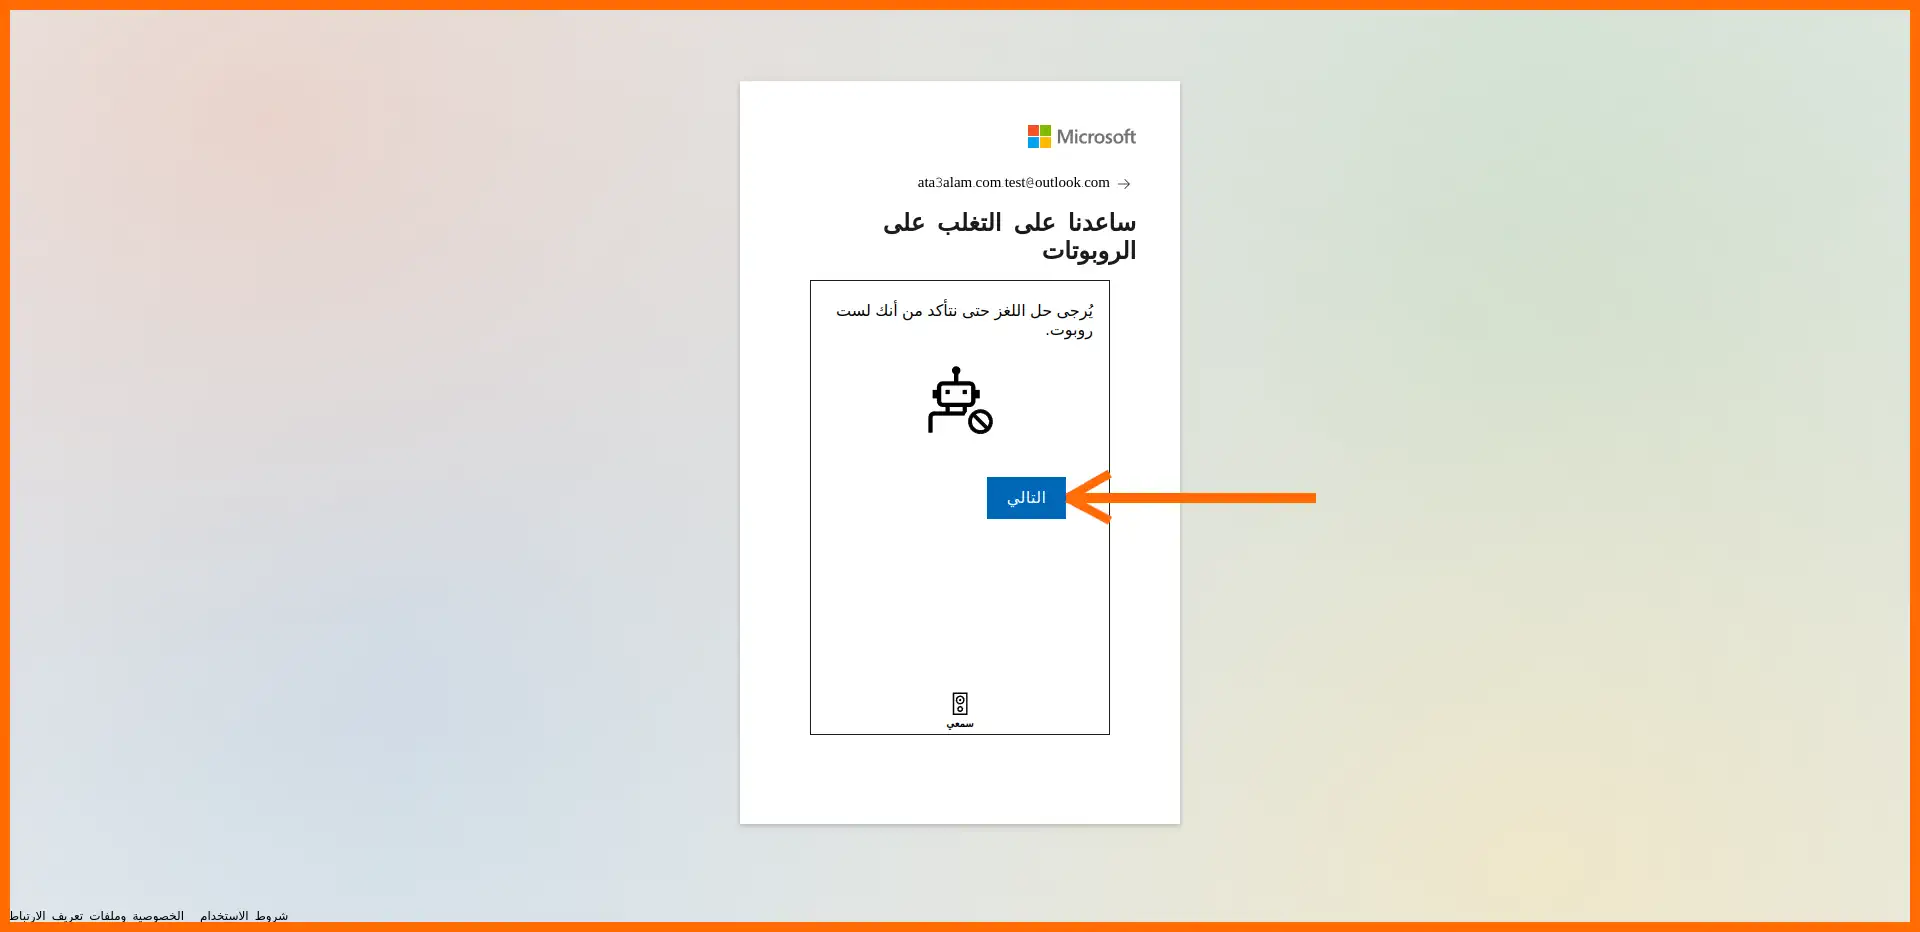 Microsoft
ata3alam.com.test@outlook.com
ساعدنا على التغلب على
الروبوتات
يُرجى حل اللغز حتى نتأكد من أنك لست
روبوت.
التالي
سمعي
شروط الاستخدام الخصوصية وملفات تعريف الارتباط